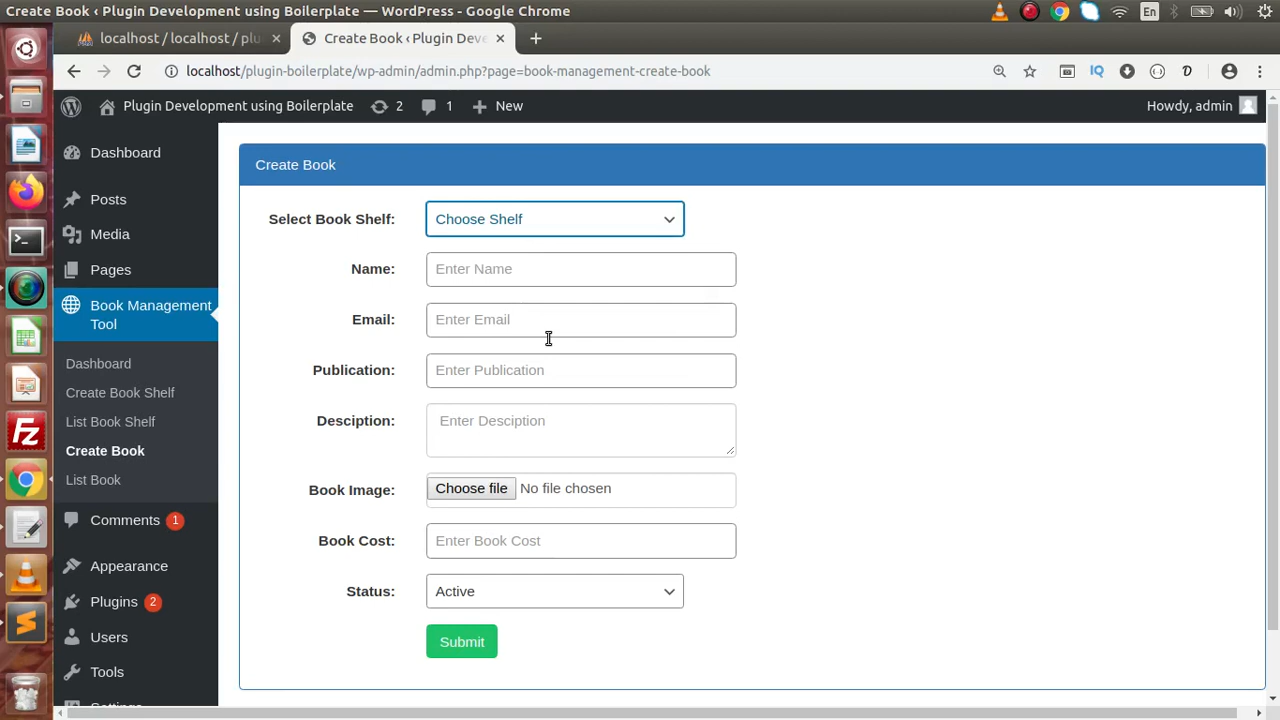 Create Book ‹ Plugin Development using Boilerplate — WordPress - Google Chrome
En
localhost / localhost / plu
Create Book ‹ Plugin Deve
localhost/plugin-boilerplate/wp-admin/admin.php?page=book-management-create-book
IQ
Plugin Development using Boilerplate
2
1
New
Howdy, admin
Dashboard
Posts
Media
Pages
Book Management
Tool
Dashboard
Create Book Shelf
List Book Shelf
Create Book
List Book
Comments 1
Appearance
Plugins 2
Users
Tools
Settings
Create Book
Select Book Shelf: Choose Shelf
Name: Enter Name
Email: Enter Email
Publication: Enter Publication
Desciption: Enter Desciption
Book Image: Choose file No file chosen
Book Cost: Enter Book Cost
Status: Active
Submit